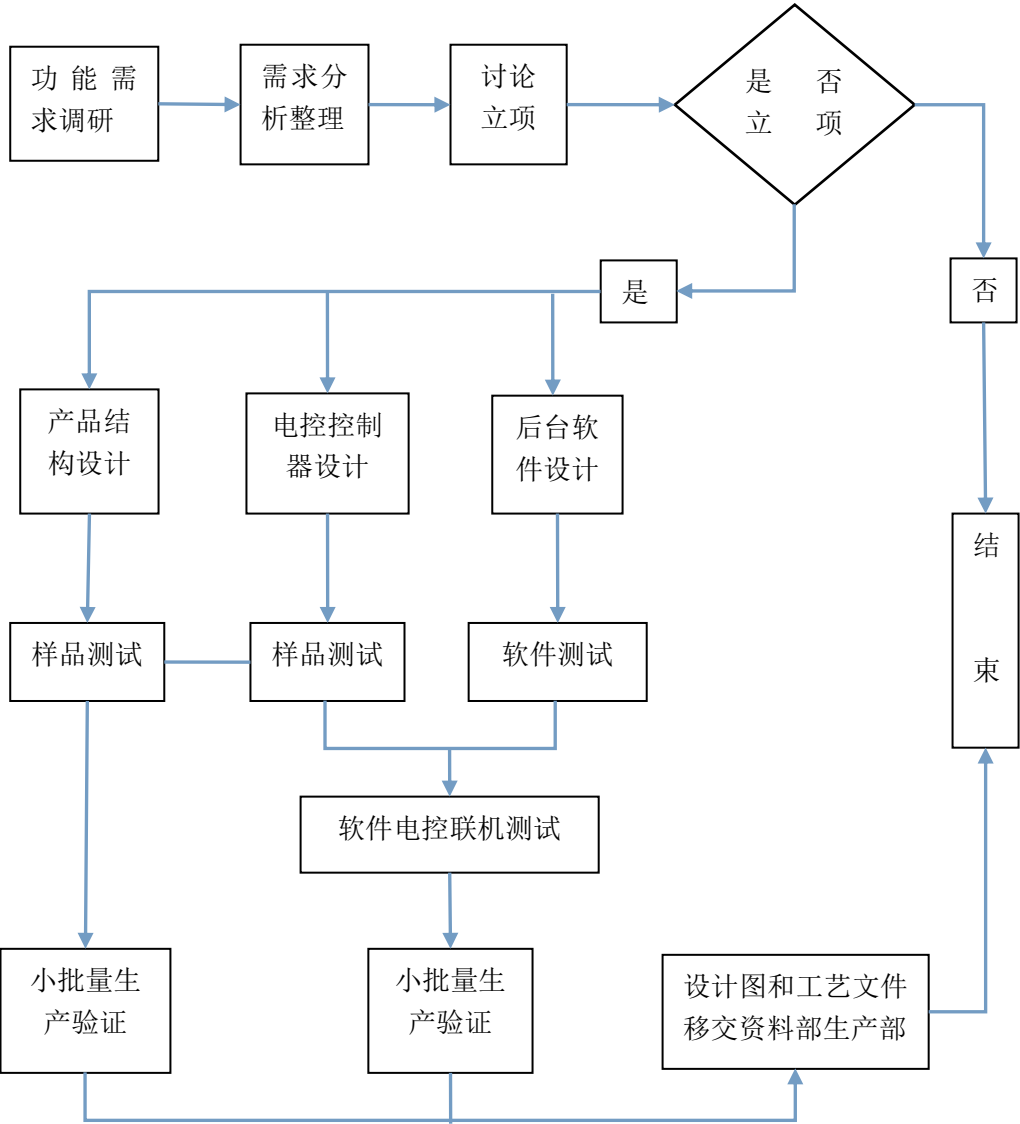 功 能 需
求调研
需求分
析整理
讨论
立项
是 否
立 项
是
否
产品结
构设计
电控控制
器设计
后台软
件设计
结
束
样品测试
样品测试
软件测试
软件电控联机测试
小批量生
产验证
小批量生
产验证
设计图和工艺文件
移交资料部生产部